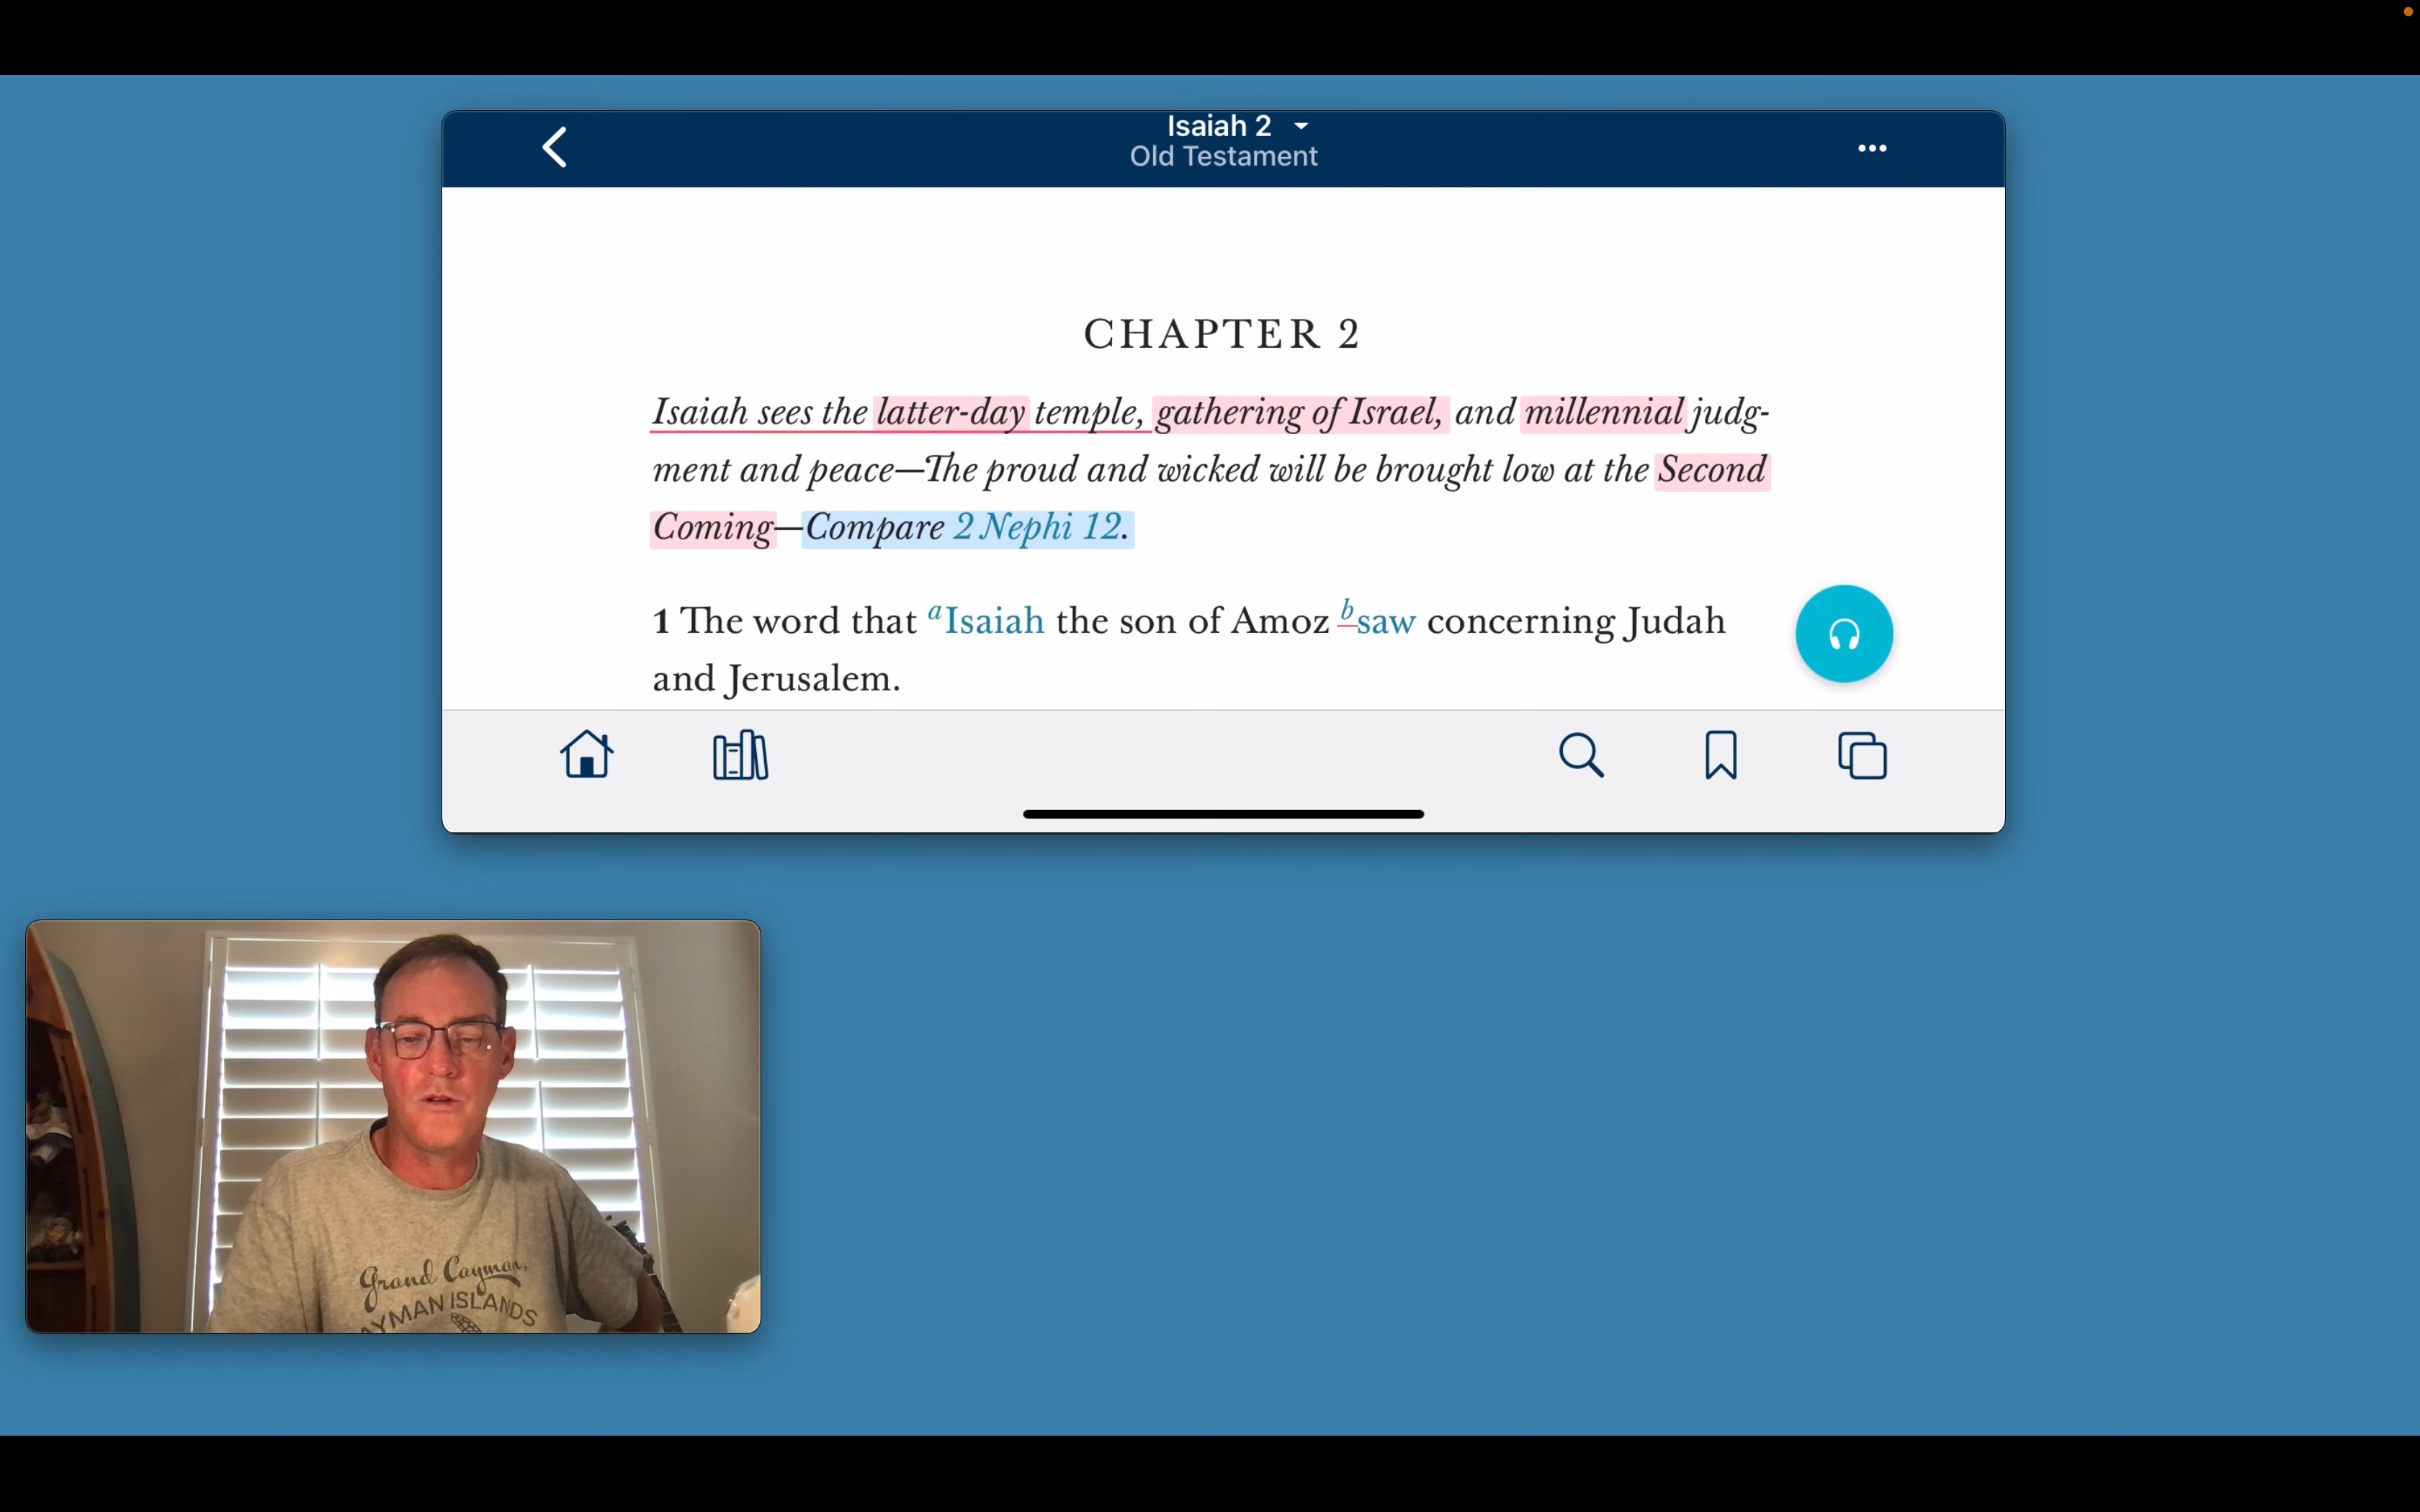 Isaiah 2
Old Testament
CHAPTER 2
Isaiah sees the latter-day temple, gathering of Israel, and millennial judg-
ment and peace—The proud and wicked will be brought low at the Second
Coming—Compare 2 Nephi 12.
1 The word that aIsaiah the son of Amoz bsaw concerning Judah
and Jerusalem.
Grand Cayman,
AYMAN ISLANDS